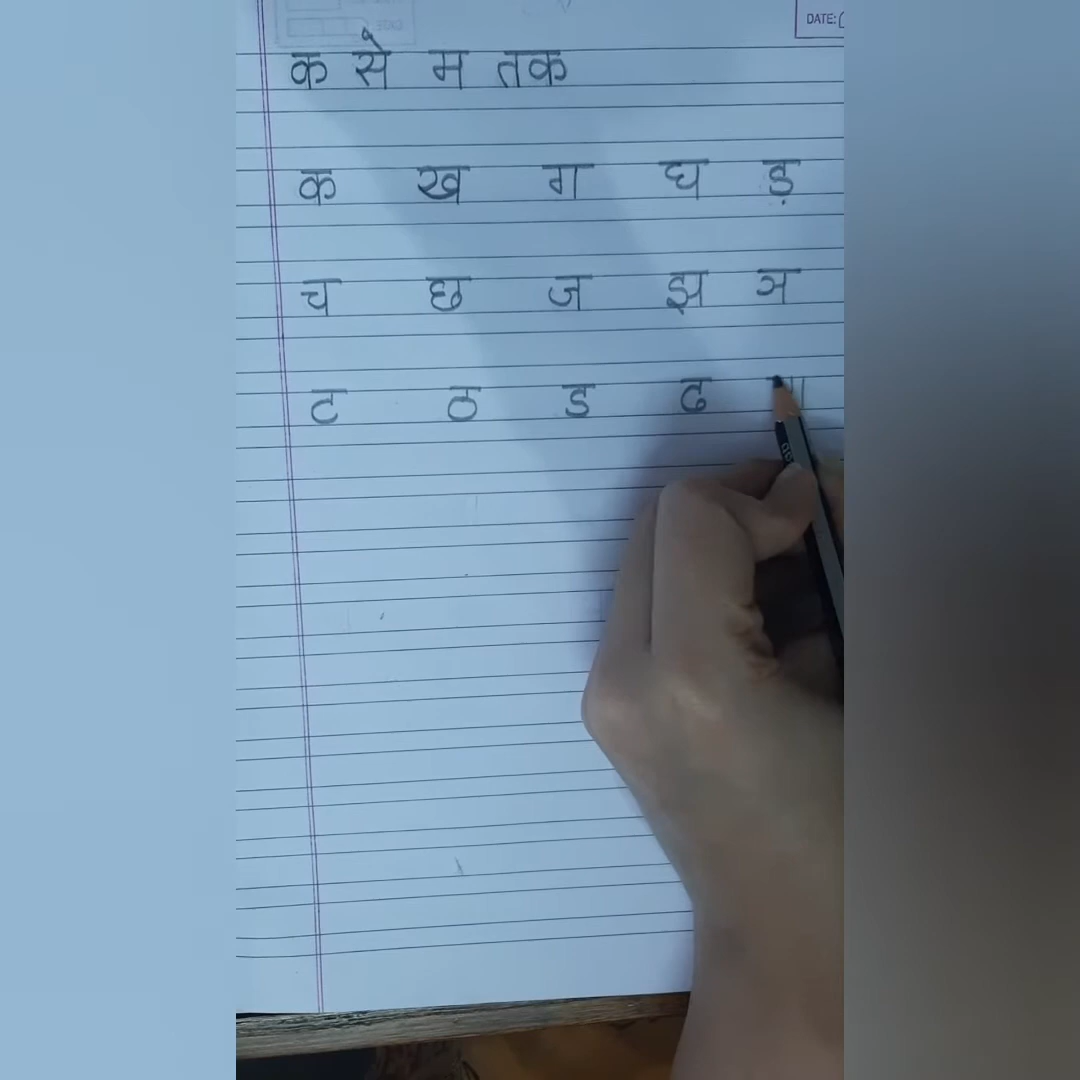 DATE:
क से म तक
क ख ग घ ड़
च छ ज झ ञ
ट ठ ड ढ